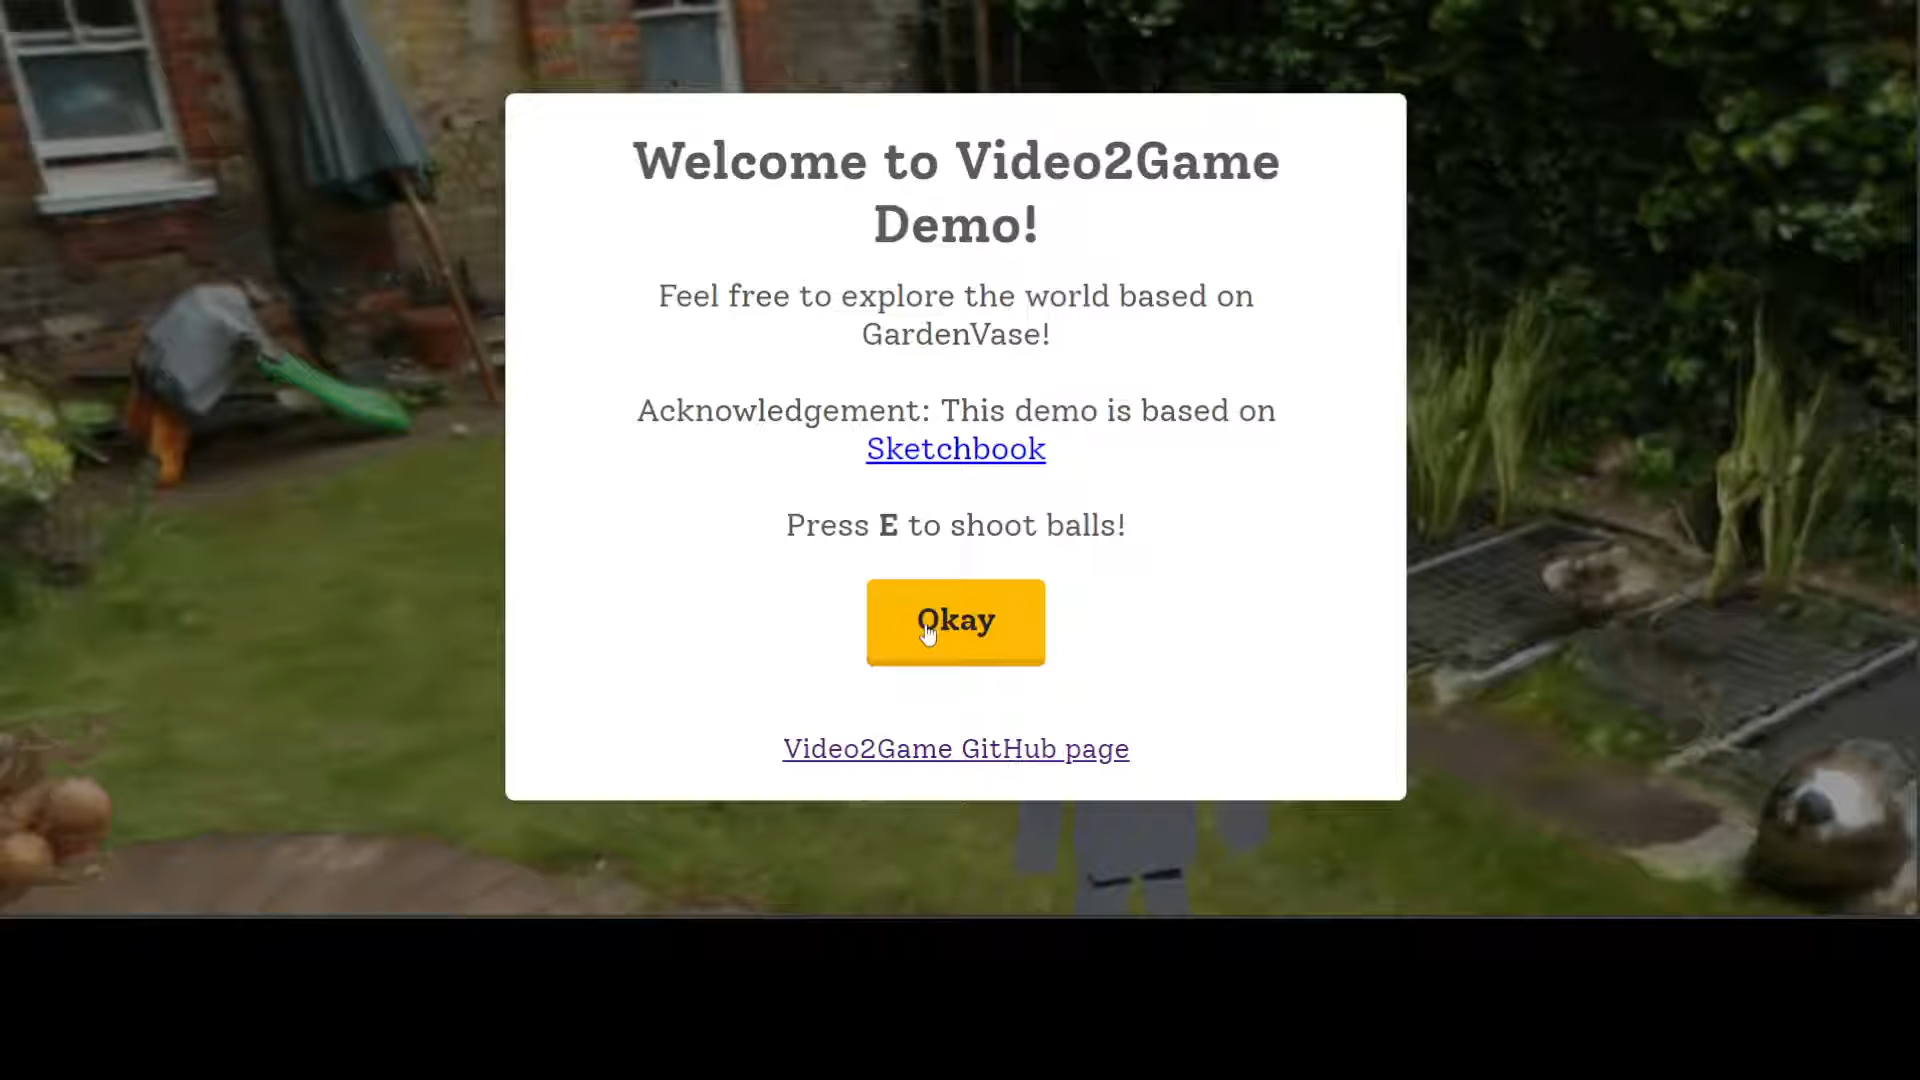 Welcome to Video2Game
Demo!
Feel free to explore the world based on
GardenVase!
Acknowledgement: This demo is based on
Sketchbook
Press E to shoot balls!
Okay
Video2Game GitHub page